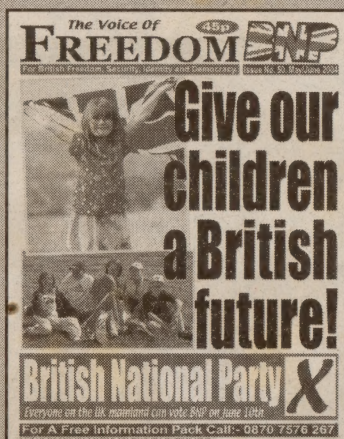 The Voice Of
45p
FREEDOM
BNP
For British Freedom, Security, Identity and Democracy.
Issue No. 50, May/June 2004
Give our
children
a British
future!
British National Party X
Everyone on the UK mainland can vote BNP on June 10th
For A Free Information Pack Call:- 0870 7576 267